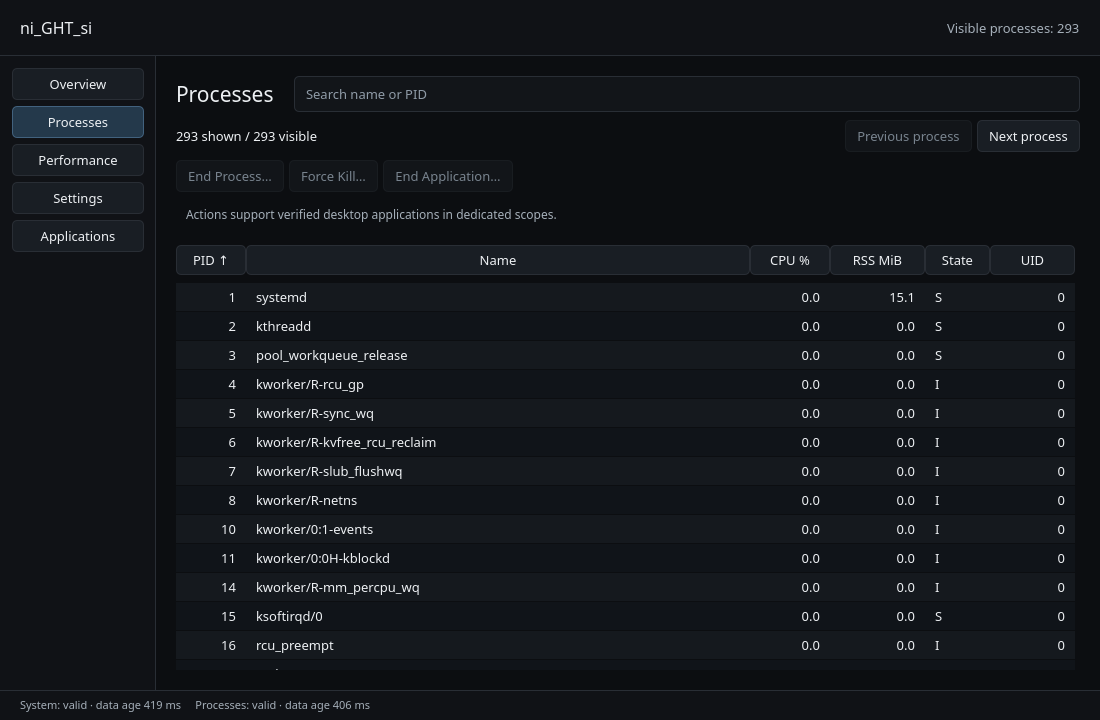 ni_GHT_si
Visible processes: 293
Overview
Processes
Performance
Settings
Applications
Processes
Search name or PID
293 shown / 293 visible
Previous process
Next process
End Process...
Force Kill...
End Application...
Actions support verified desktop applications in dedicated scopes.
PID ↑ Name CPU % RSS MiB State UID
1 systemd 0.0 15.1 S 0
2 kthreadd 0.0 0.0 S 0
3 pool_workqueue_release 0.0 0.0 S 0
4 kworker/R-rcu_gp 0.0 0.0 I 0
5 kworker/R-sync_wq 0.0 0.0 I 0
6 kworker/R-kvfree_rcu_reclaim 0.0 0.0 I 0
7 kworker/R-slub_flushwq 0.0 0.0 I 0
8 kworker/R-netns 0.0 0.0 I 0
10 kworker/0:1-events 0.0 0.0 I 0
11 kworker/0:0H-kblockd 0.0 0.0 I 0
14 kworker/R-mm_percpu_wq 0.0 0.0 I 0
15 ksoftirqd/0 0.0 0.0 S 0
16 rcu_preempt 0.0 0.0 I 0
System: valid · data age 419 ms Processes: valid · data age 406 ms